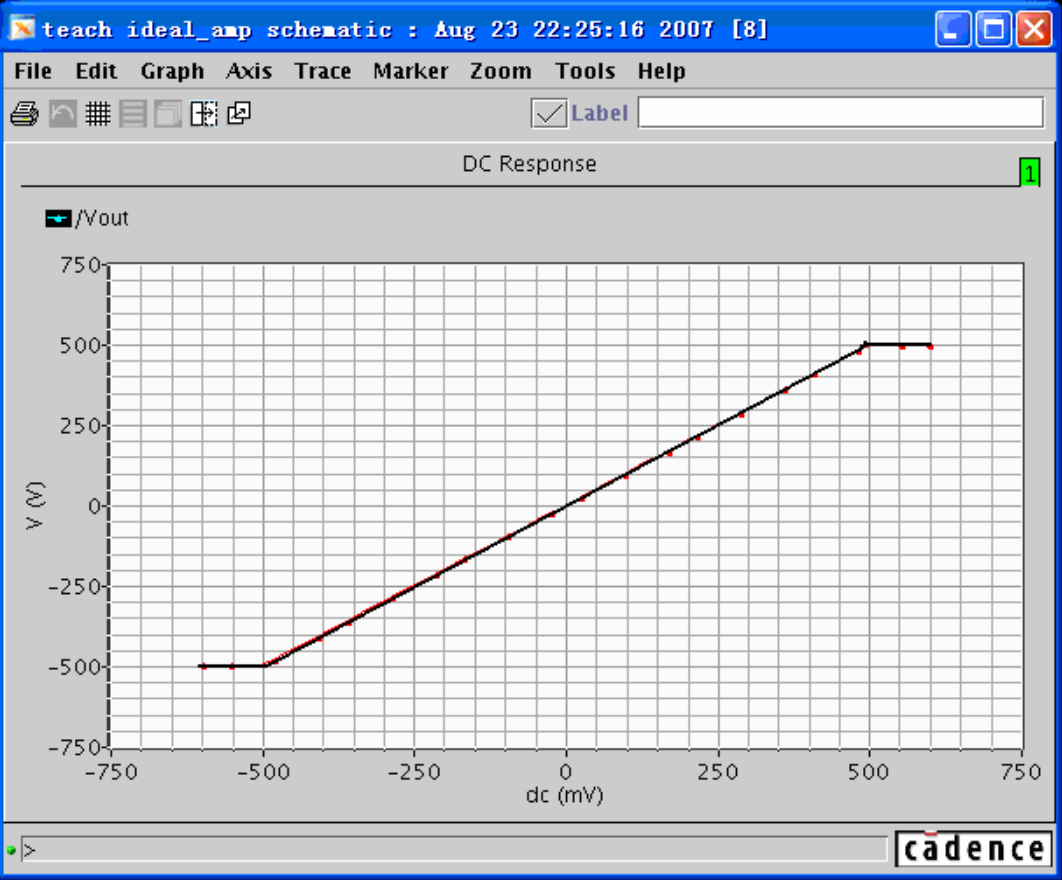 teach ideal_amp schematic : Aug 23 22:25:16 2007 [8]
File Edit Graph Axis Trace Marker Zoom Tools Help
Label
DC Response
1
/Vout
750
500
250
0
-250
-500
-750
V (V)
-750 -500 -250 0 250 500 750
dc (mV)
>
cādence